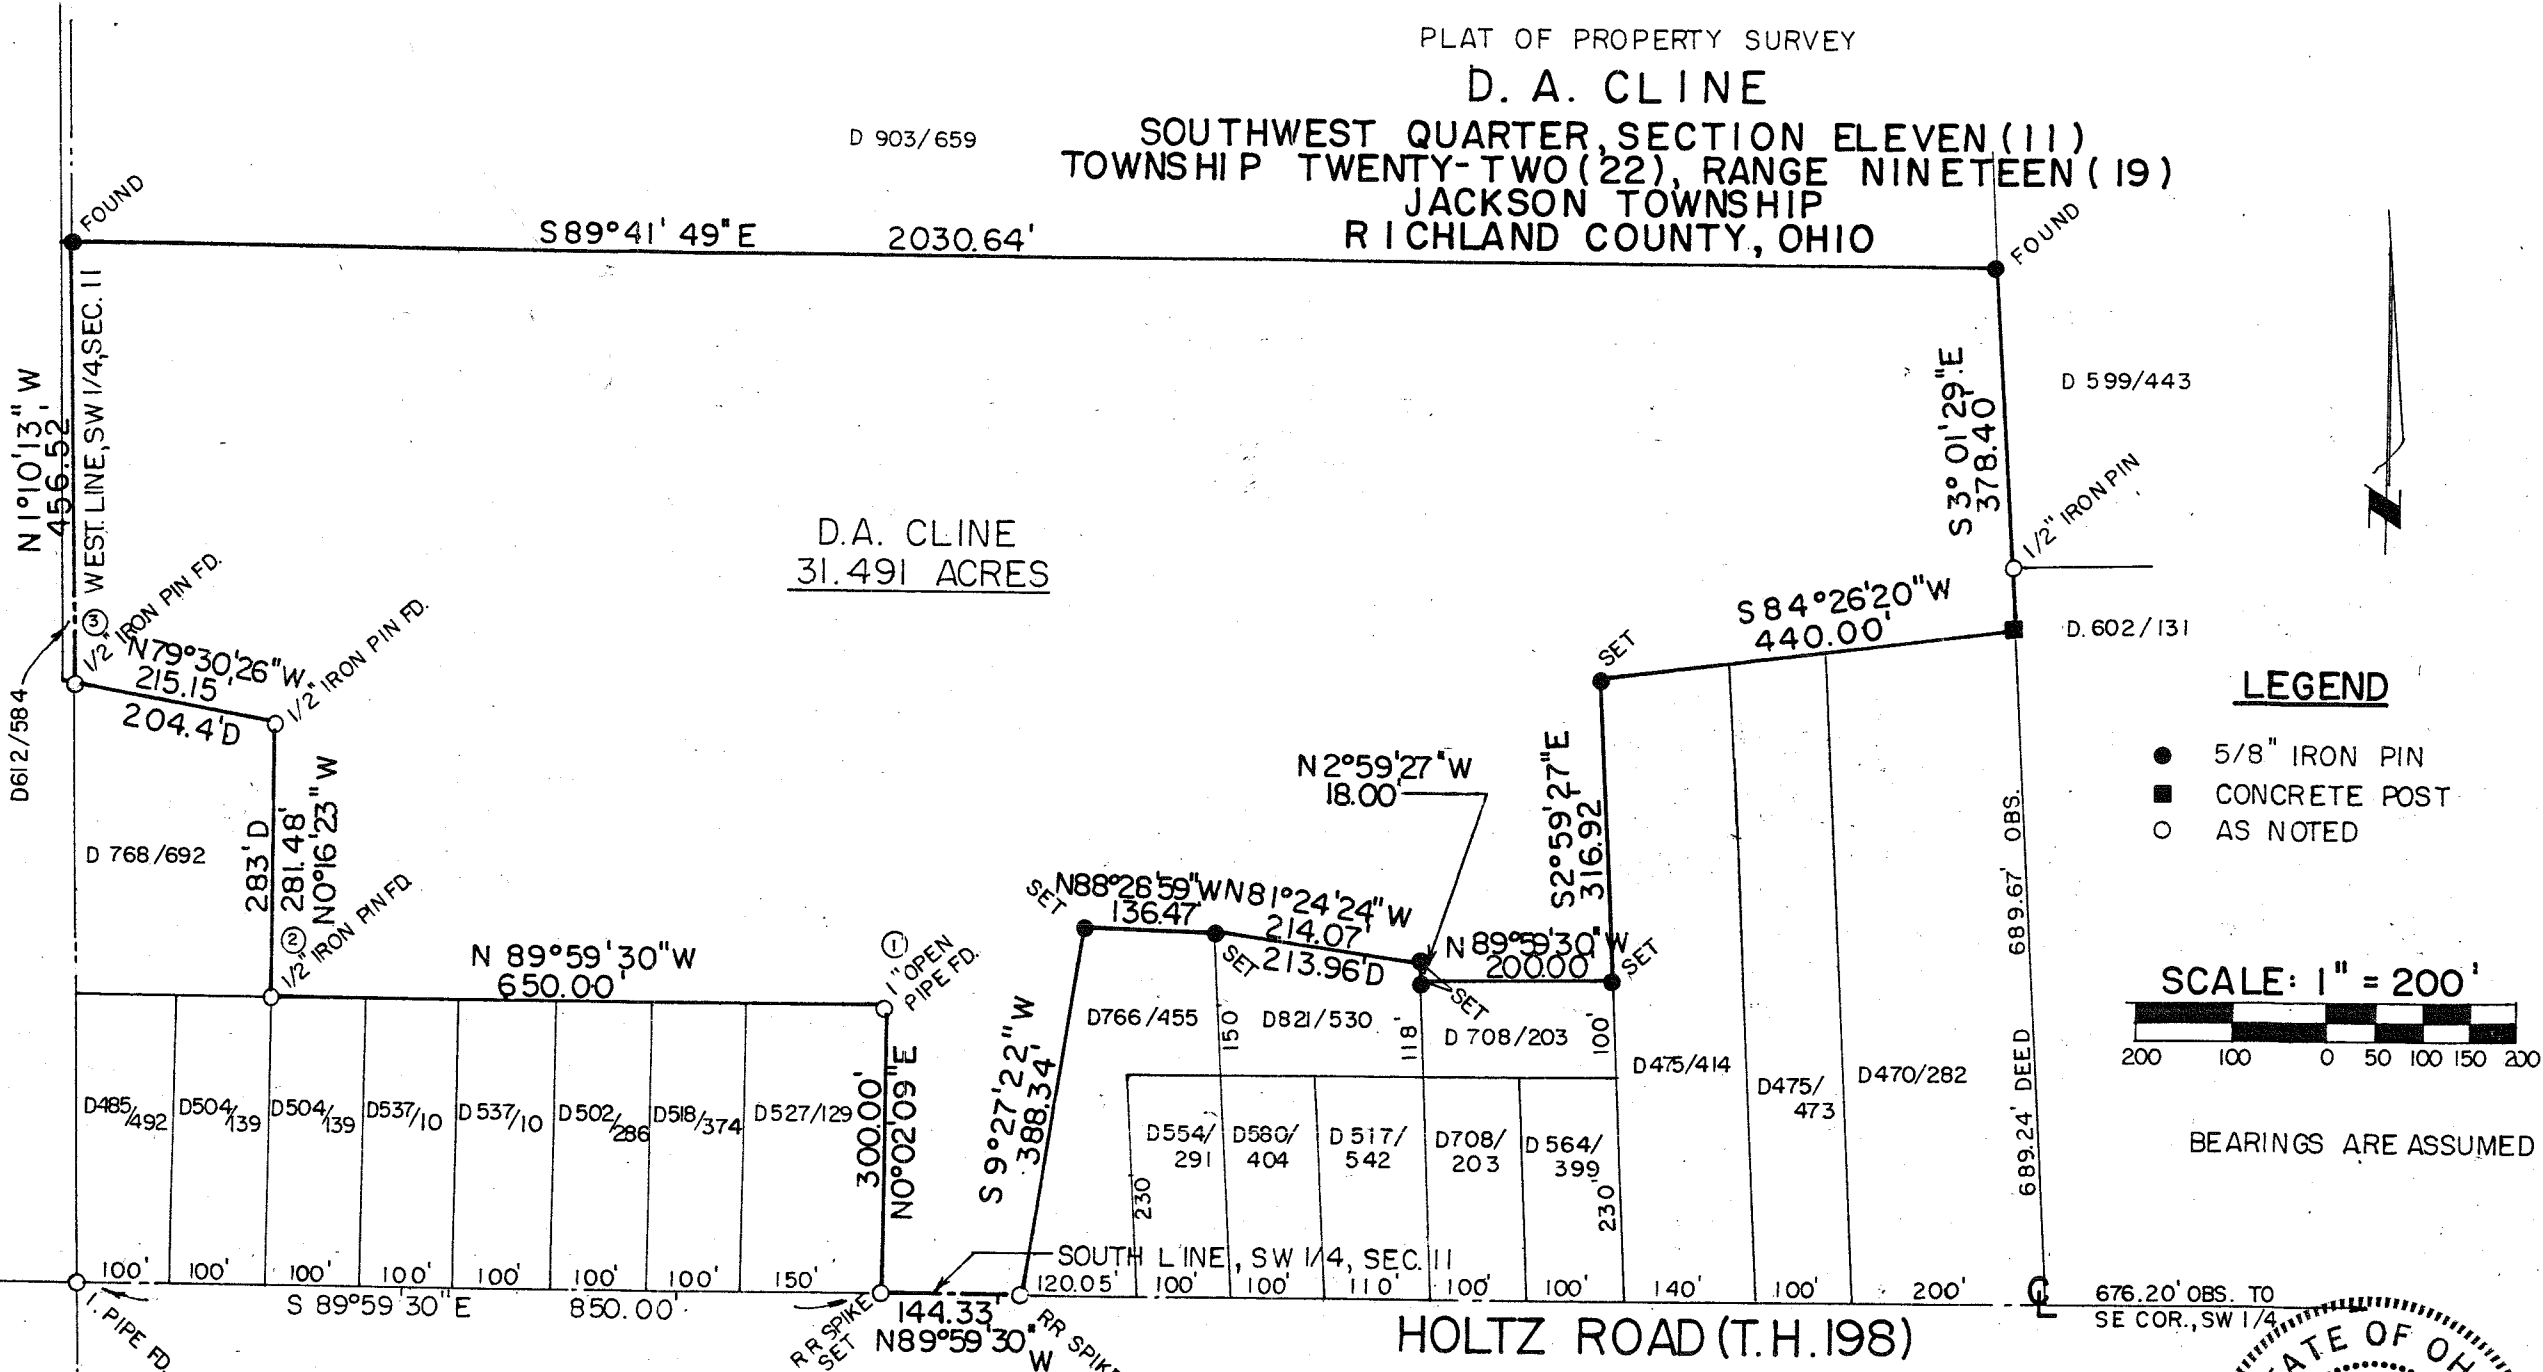 PLAT OF PROPERTY SURVEY
D. A. CLINE
SOUTHWEST QUARTER, SECTION ELEVEN (11)
TOWNSHIP TWENTY-TWO (22), RANGE NINETEEN (19)
JACKSON TOWNSHIP
RICHLAND COUNTY, OHIO
D 903/659
FOUND
S89°41'49"E 2030.64'
FOUND
N 1°10'13" W
456.52'
WEST LINE, SW 1/4, SEC. 11
S 3°01'29" E
378.40'
D 599/443
1/2" IRON PIN
D.A. CLINE
31.491 ACRES
3
1/2" IRON PIN FD.
N79°30'26"W
215.15'
204.4'D
1/2" IRON PIN FD.
D612/584
S 84°26'20"W
440.00'
SET
D.602/131
LEGEND
5/8" IRON PIN
CONCRETE POST
AS NOTED
N 2°59'27"W
18.00'
S2°59'27"E
316.92
D 768/692
283' D
281.48'
N0°16'23"W
2
1/2" IRON PIN FD.
689.67' OBS.
689.24' DEED
SET
N88°28'59"W
136.47'
N81°24'24"W
214.07'
213.96'D
SET
N 89°59'30"W
200.00'
SET
SET
N 89°59'30"W
650.00'
1
1" OPEN
PIPE FD.
SCALE: 1" = 200'
200 100 0 50 100 150 200
BEARINGS ARE ASSUMED
D766/455
150'
D821/530
118'
D 708/203
100'
D475/414
D475/
473
D470/282
D485/492
D504/139
D504/139
D537/10
D537/10
D502/286
D518/374
D527/129
300.00'
N0°02'09"E
S 9°27'22"W
388.34'
230'
D554/
291
D580/
404
D 517/
542
D708/
203
D 564/
399
230'
SOUTH LINE, SW 1/4, SEC. 11
100' 100' 100' 100' 100' 100' 100' 150'
120.05' 100' 100' 110' 100' 100' 140' 100' 200'
S 89°59'30"E 850.00'
1. PIPE FD.
RR SPIKE
SET
144.33'
N89°59'30"
W
RR SPIKE
HOLTZ ROAD (T.H. 198)
CL
676.20' OBS. TO
SE COR., SW 1/4